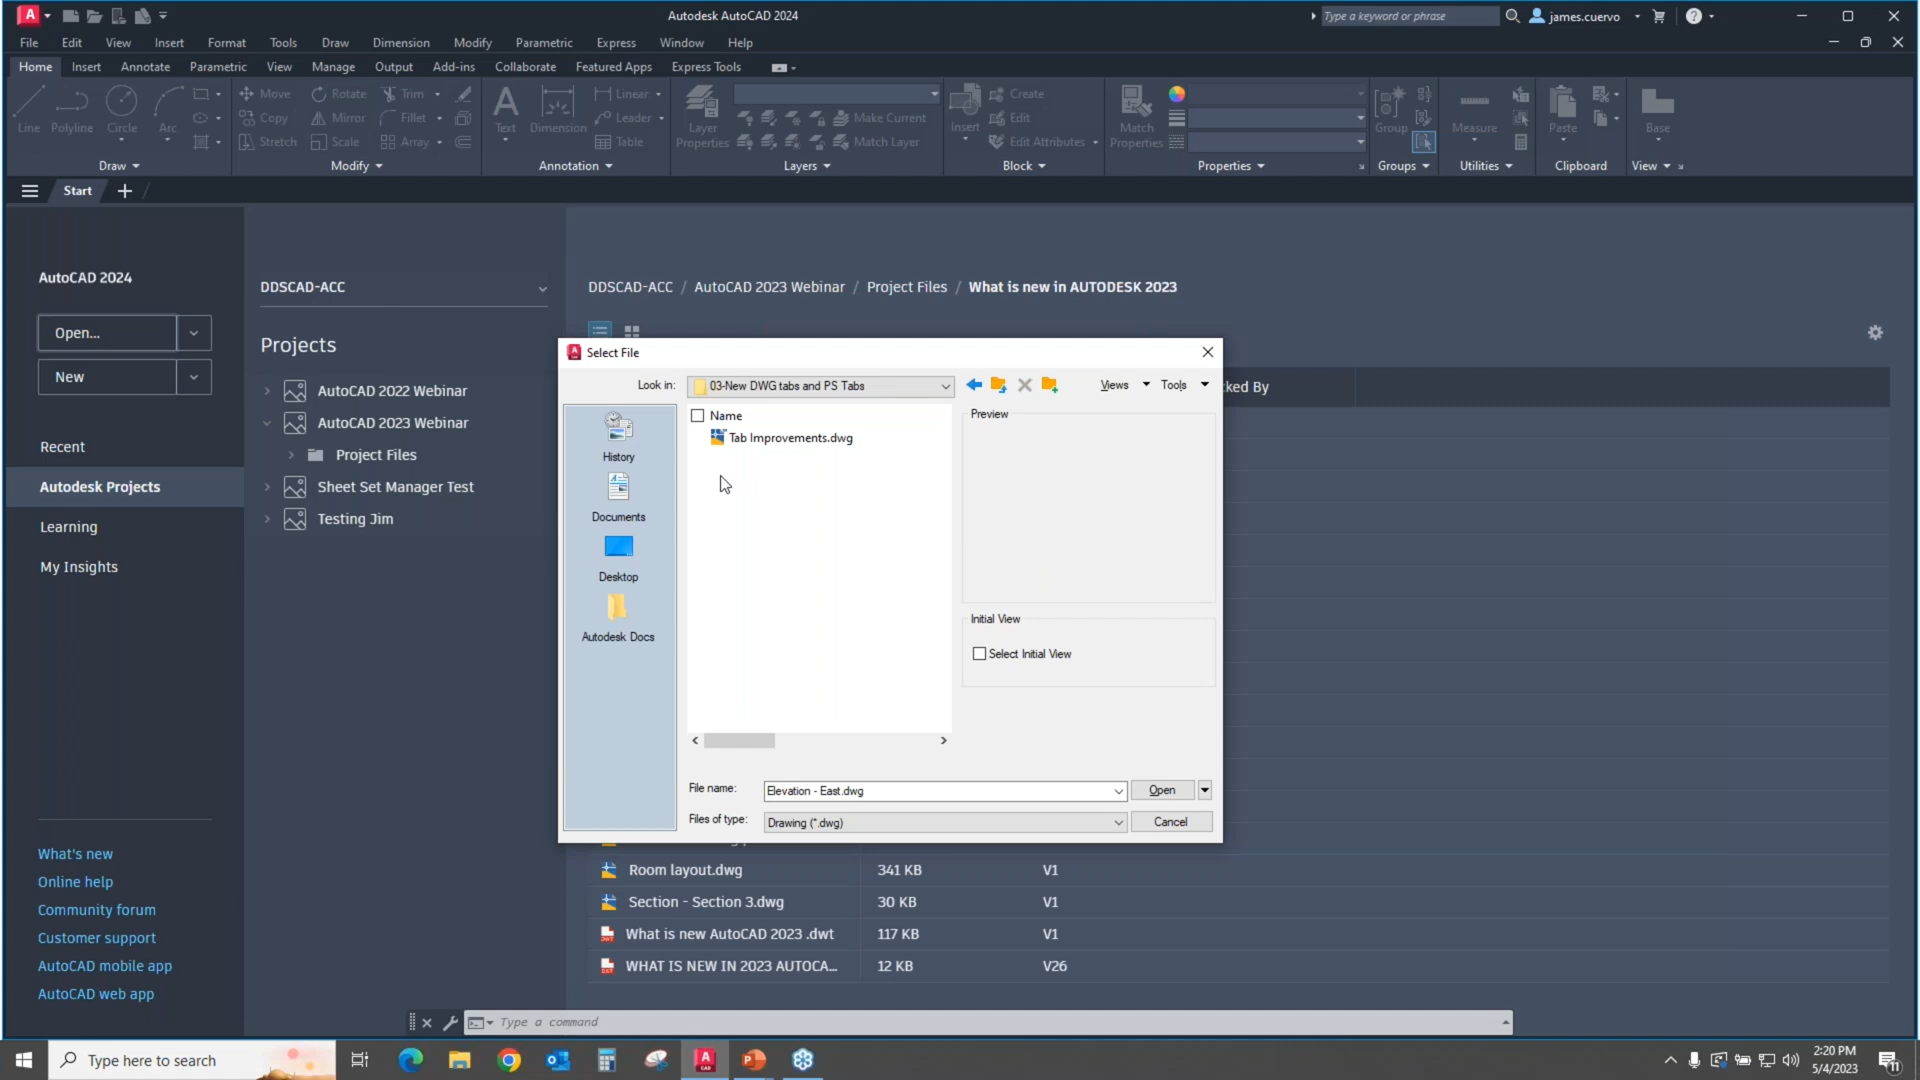 Autodesk AutoCAD 2024
Type a keyword or phrase
james.cuervo
File Edit View Insert Format Tools Draw Dimension Modify Parametric Express Window Help
Home Insert Annotate Parametric View Manage Output Add-ins Collaborate Featured Apps Express Tools
Line Polyline Circle Arc
Move Rotate Trim
Copy Mirror Fillet
Stretch Scale Array
Text Dimension
Linear
Leader
Table
Layer Properties
Make Current
Match Layer
Insert
Create
Edit
Edit Attributes
Match Properties
Group
Measure
Paste
Base
Draw Modify Annotation Layers Block Properties Groups Utilities Clipboard View
Start
AutoCAD 2024
Open...
New
Recent
Autodesk Projects
Learning
My Insights
What's new
Online help
Community forum
Customer support
AutoCAD mobile app
AutoCAD web app
DDSCAD-ACC
Projects
AutoCAD 2022 Webinar
AutoCAD 2023 Webinar
Project Files
Sheet Set Manager Test
Testing Jim
DDSCAD-ACC / AutoCAD 2023 Webinar / Project Files / What is new in AUTODESK 2023
ked By
Select File
Look in: 03-New DWG tabs and PS Tabs
Views Tools
History
Documents
Desktop
Autodesk Docs
Name
Tab Improvements.dwg
Preview
Initial View
Select Initial View
File name: Elevation - East.dwg
Open
Files of type: Drawing (*.dwg)
Cancel
Room layout.dwg 341 KB V1
Section - Section 3.dwg 30 KB V1
What is new AutoCAD 2023 .dwt 117 KB V1
WHAT IS NEW IN 2023 AUTOCA... 12 KB V26
Type a command
Type here to search
2:20 PM
5/4/2023
11